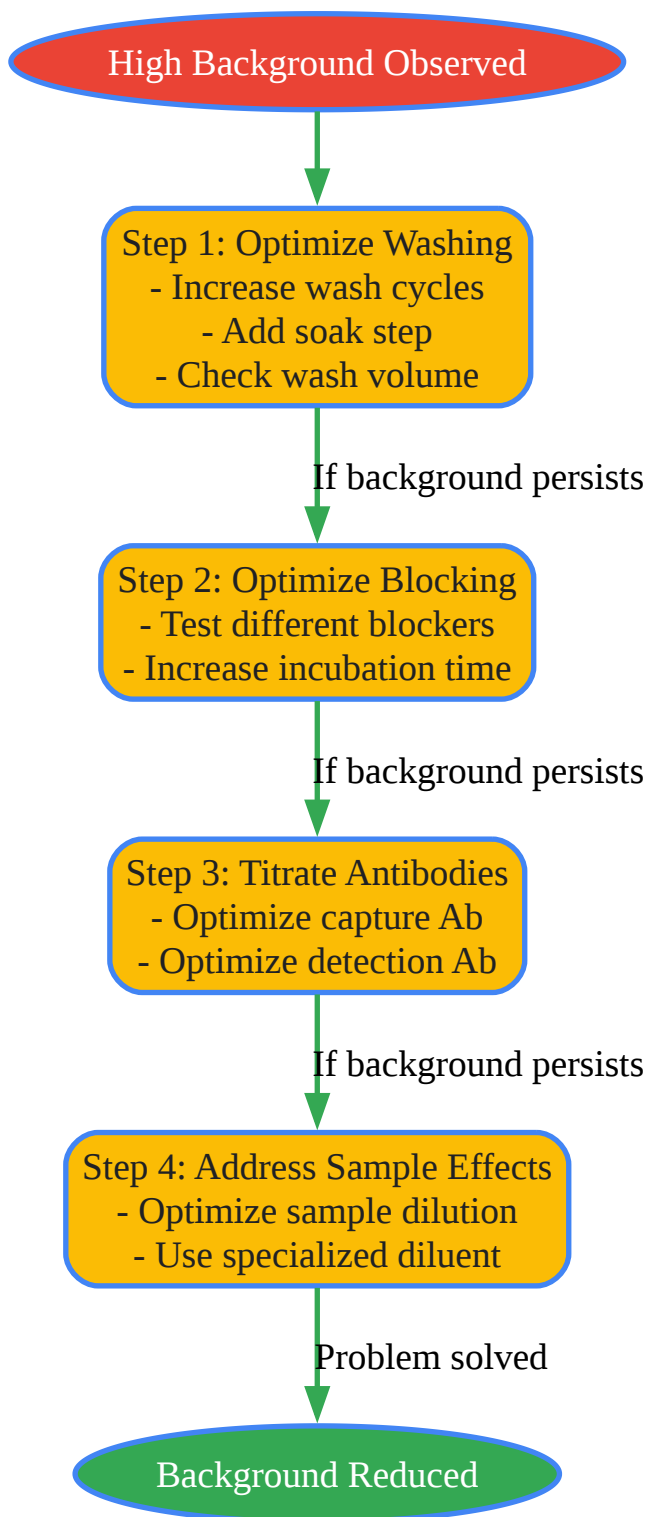 High Background Observed
Step 1: Optimize Washing
- Increase wash cycles
- Add soak step
- Check wash volume
If background persists
Step 2: Optimize Blocking
- Test different blockers
- Increase incubation time
If background persists
Step 3: Titrate Antibodies
- Optimize capture Ab
- Optimize detection Ab
If background persists
Step 4: Address Sample Effects
- Optimize sample dilution
- Use specialized diluent
Problem solved
Background Reduced